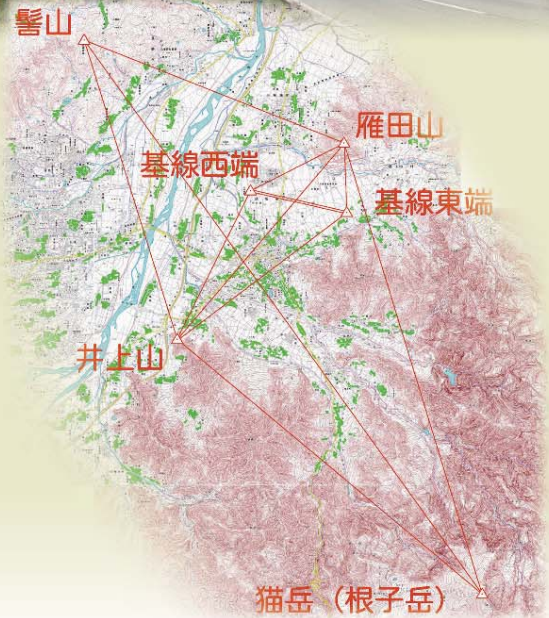 髻山
雁田山
基線西端
基線東端
井上山
猫岳（根子岳）